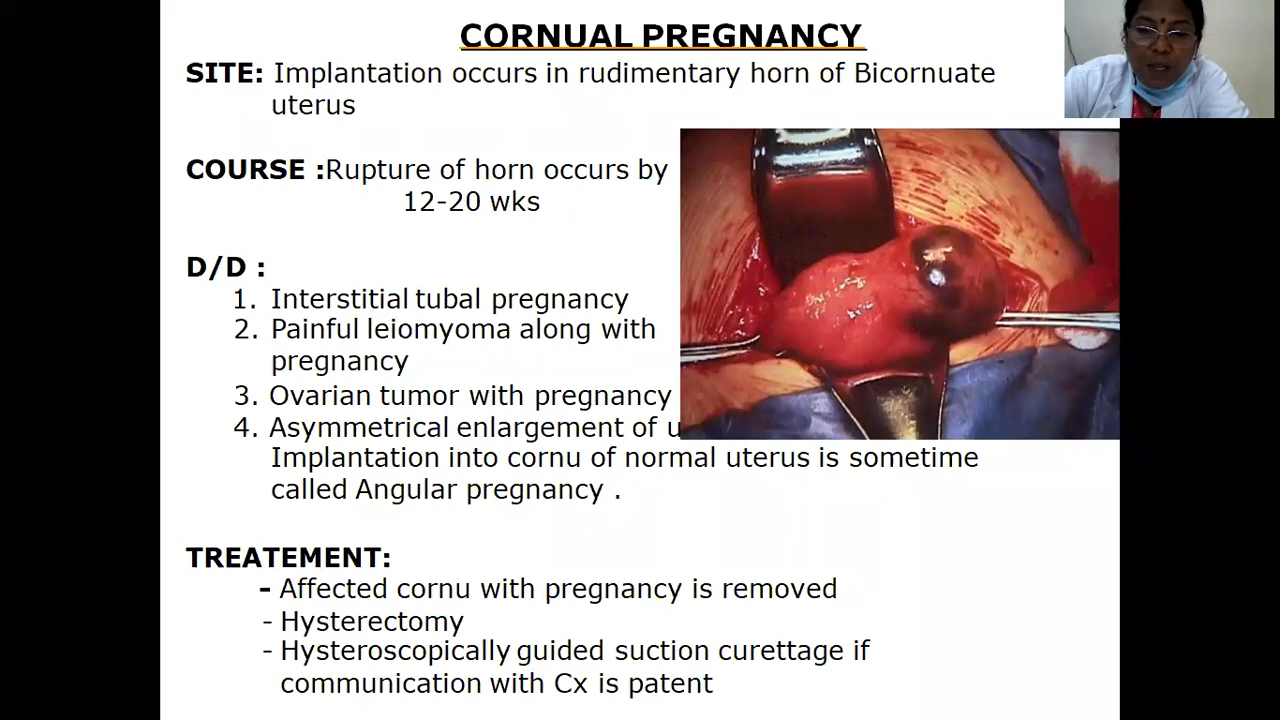 CORNUAL PREGNANCY
SITE: Implantation occurs in rudimentary horn of Bicornuate
uterus
COURSE :Rupture of horn occurs by
12-20 wks
D/D :
1. Interstitial tubal pregnancy
2. Painful leiomyoma along with
pregnancy
3. Ovarian tumor with pregnancy
4. Asymmetrical enlargement of
Implantation into cornu of normal uterus is sometime
called Angular pregnancy .
TREATEMENT:
- Affected cornu with pregnancy is removed
- Hysterectomy
- Hysteroscopically guided suction curettage if
communication with Cx is patent